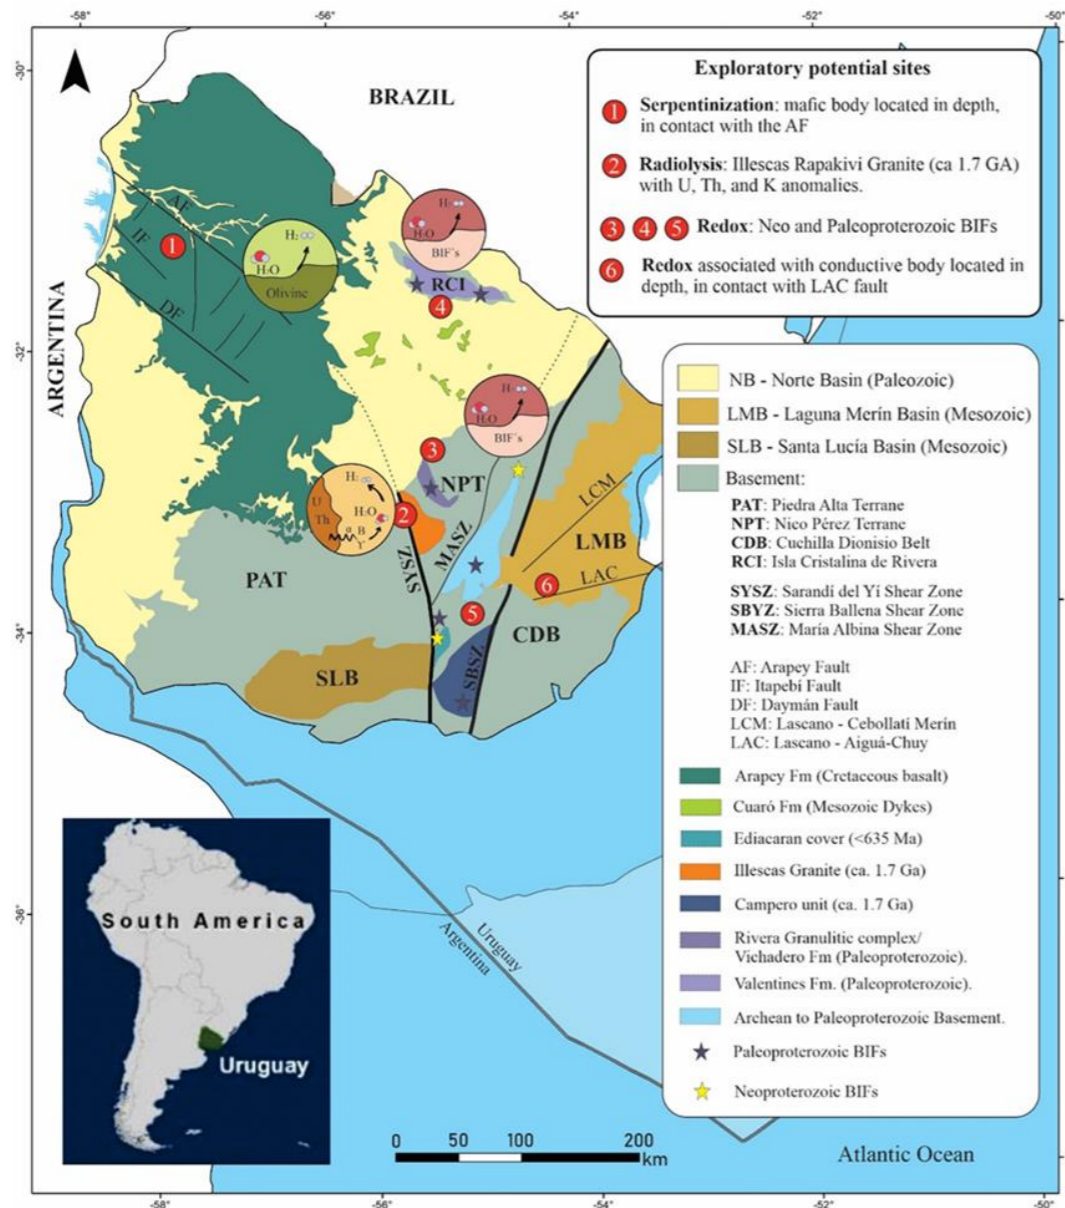 -58°
-56°
-54°
-52°
-50°
-30°
-32°
-34°
-36°
BRAZIL
ARGENTINA
Exploratory potential sites
1 Serpentinization: mafic body located in depth,
in contact with the AF
2 Radiolysis: Illescas Rapakivi Granite (ca 1.7 GA)
with U, Th, and K anomalies.
3 4 5 Redox: Neo and Paleoproterozoic BIFs
6 Redox associated with conductive body located in
depth, in contact with LAC fault
AF
IF
DF
1
H₂
H₂O
Olivine
H₂
H₂O
BIF´s
RCI
4
H₂
H₂O
BIF´s
3
NPT
U
Th
H₂
H₂O
α
B
γ
2
MASZ
SYSZ
PAT
LCM
LMB
LAC
6
5
CDB
SBSZ
SLB
NB - Norte Basin (Paleozoic)
LMB - Laguna Merín Basin (Mesozoic)
SLB - Santa Lucía Basin (Mesozoic)
Basement:
PAT: Piedra Alta Terrane
NPT: Nico Pérez Terrane
CDB: Cuchilla Dionisio Belt
RCI: Isla Cristalina de Rivera
SYSZ: Sarandí del Yí Shear Zone
SBYZ: Sierra Ballena Shear Zone
MASZ: María Albina Shear Zone
AF: Arapey Fault
IF: Itapebí Fault
DF: Daymán Fault
LCM: Lascano - Cebollatí Merín
LAC: Lascano - Aiguá-Chuy
Arapey Fm (Cretaceous basalt)
Cuaró Fm (Mesozoic Dykes)
Ediacaran cover (<635 Ma)
Illescas Granite (ca. 1.7 Ga)
Campero unit (ca. 1.7 Ga)
Rivera Granulitic complex/
Vichadero Fm (Paleoproterozoic).
Valentines Fm. (Paleoproterozoic).
Archean to Paleoproterozoic Basement.
Paleoproterozoic BIFs
Neoproterozoic BIFs
South America
Uruguay
Uruguay
Argentina
0 50 100 200
km
Atlantic Ocean
-58°
-56°
-54°
-52°
-50°